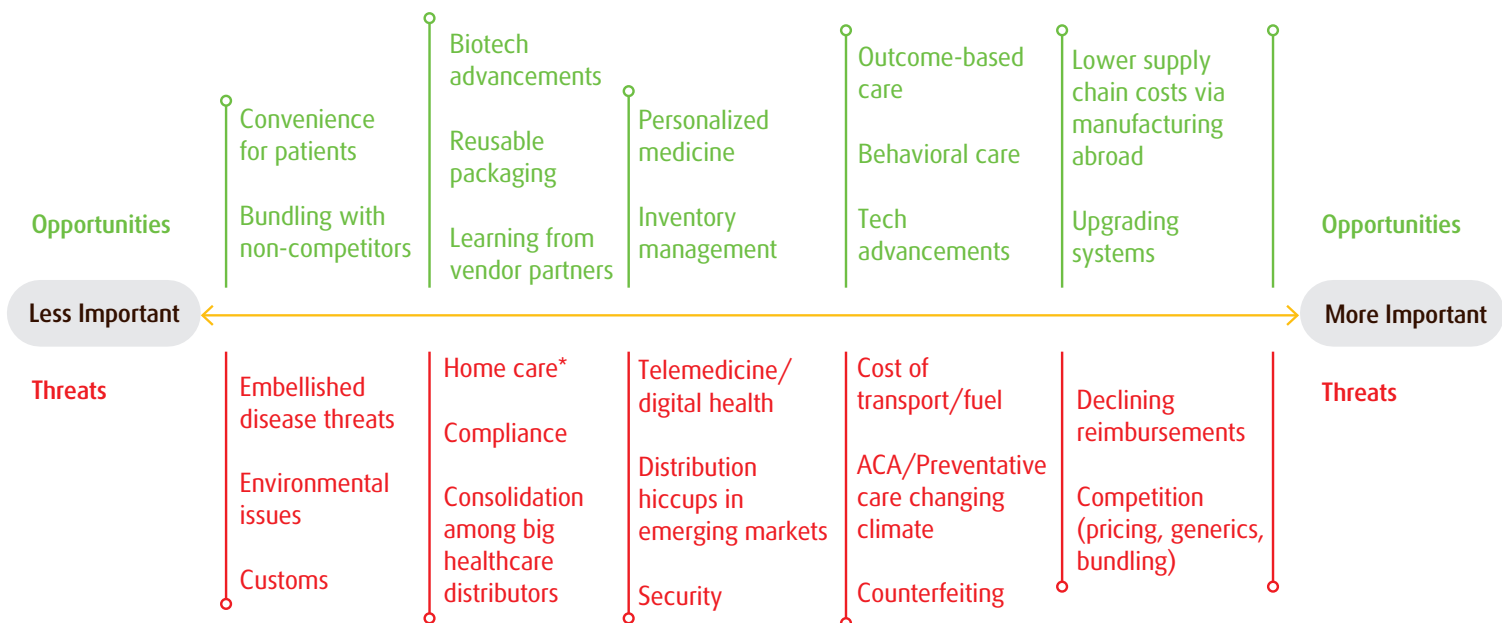 Opportunities
Convenience
for patients
Bundling with
non-competitors
Biotech
advancements
Reusable
packaging
Learning from
vendor partners
Personalized
medicine
Inventory
management
Outcome-based
care
Behavioral care
Tech
advancements
Lower supply
chain costs via
manufacturing
abroad
Upgrading
systems
Opportunities
Less Important
More Important
Threats
Embellished
disease threats
Environmental
issues
Customs
Home care*
Compliance
Consolidation
among big
healthcare
distributors
Telemedicine/
digital health
Distribution
hiccups in
emerging markets
Security
Cost of
transport/fuel
ACA/Preventative
care changing
climate
Counterfeiting
Declining
reimbursements
Competition
(pricing, generics,
bundling)
Threats